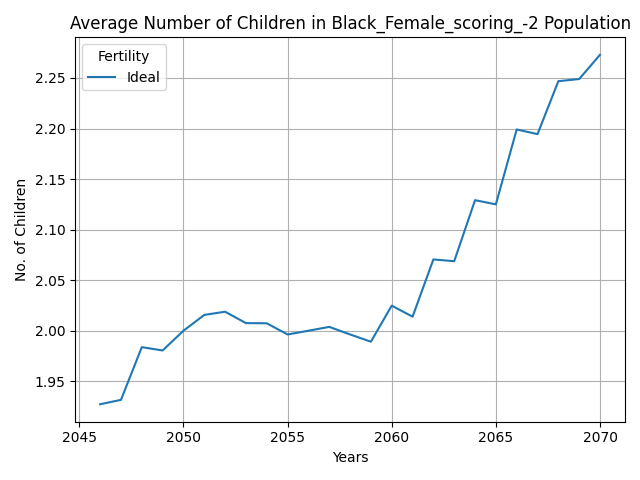 Average Number of Children in Black_Female_scoring_-2 Population
Fertility
Ideal
No. of Children
2.25
2.20
2.15
2.10
2.05
2.00
1.95
2045 2050 2055 2060 2065 2070
Years